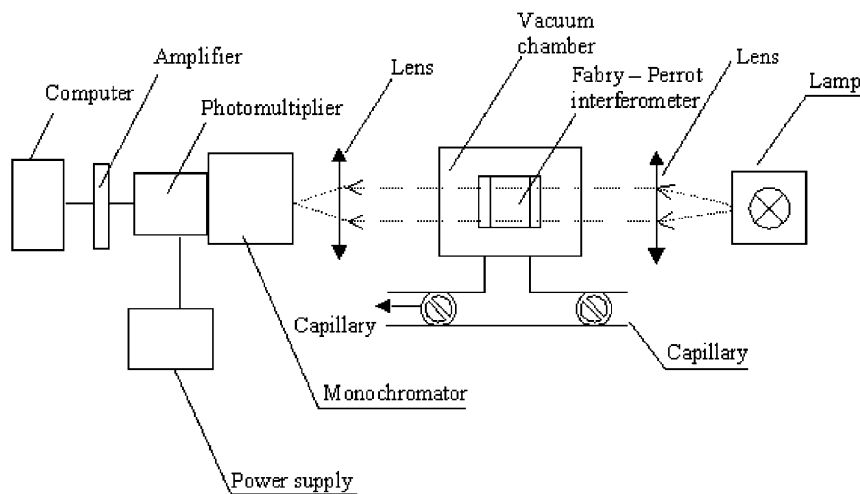 Vacuum
chamber
Amplifier
Lens
Fabry – Perrot
interferometer
Lens
Lamp
Computer
Photomultiplier
Capillary
Capillary
Monochromator
Power supply